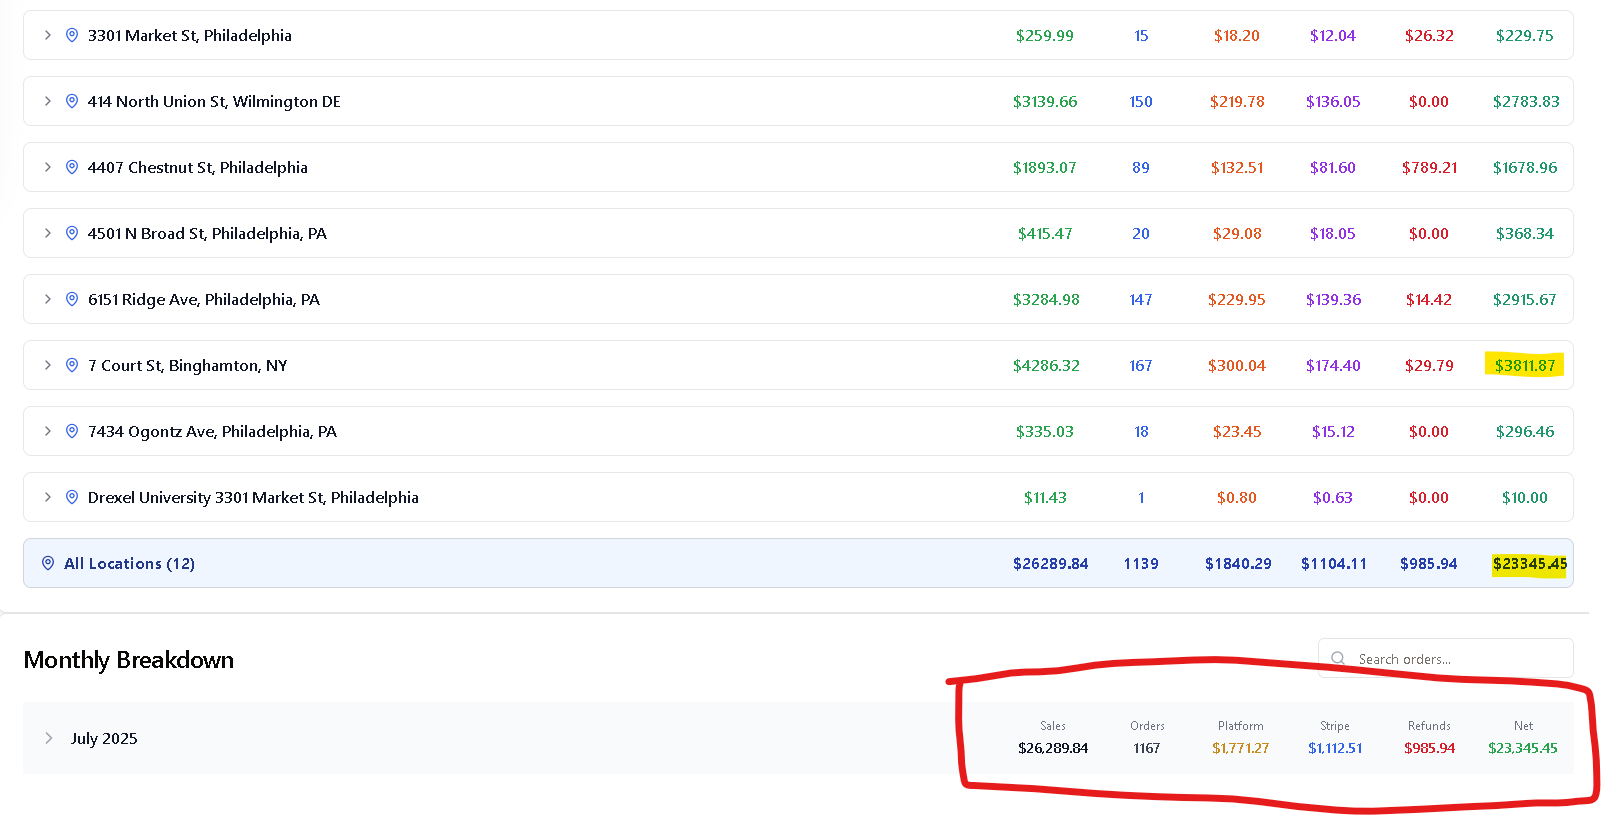 3301 Market St, Philadelphia $259.99 15 $18.20 $12.04 $26.32 $229.75
414 North Union St, Wilmington DE $3139.66 150 $219.78 $136.05 $0.00 $2783.83
4407 Chestnut St, Philadelphia $1893.07 89 $132.51 $81.60 $789.21 $1678.96
4501 N Broad St, Philadelphia, PA $415.47 20 $29.08 $18.05 $0.00 $368.34
6151 Ridge Ave, Philadelphia, PA $3284.98 147 $229.95 $139.36 $14.42 $2915.67
7 Court St, Binghamton, NY $4286.32 167 $300.04 $174.40 $29.79 $3811.87
7434 Ogontz Ave, Philadelphia, PA $335.03 18 $23.45 $15.12 $0.00 $296.46
Drexel University 3301 Market St, Philadelphia $11.43 1 $0.80 $0.63 $0.00 $10.00
All Locations (12) $26289.84 1139 $1840.29 $1104.11 $985.94 $23345.45
Monthly Breakdown Search orders...
Sales Orders Platform Stripe Refunds Net
July 2025 $26,289.84 1167 $1,771.27 $1,112.51 $985.94 $23,345.45